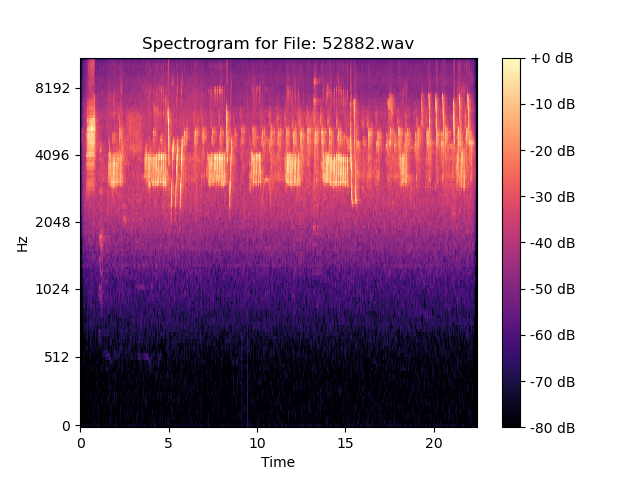 Spectrogram for File: 52882.wav
Hz
8192
4096
2048
1024
512
0
0 5 10 15 20
Time
+0 dB
-10 dB
-20 dB
-30 dB
-40 dB
-50 dB
-60 dB
-70 dB
-80 dB